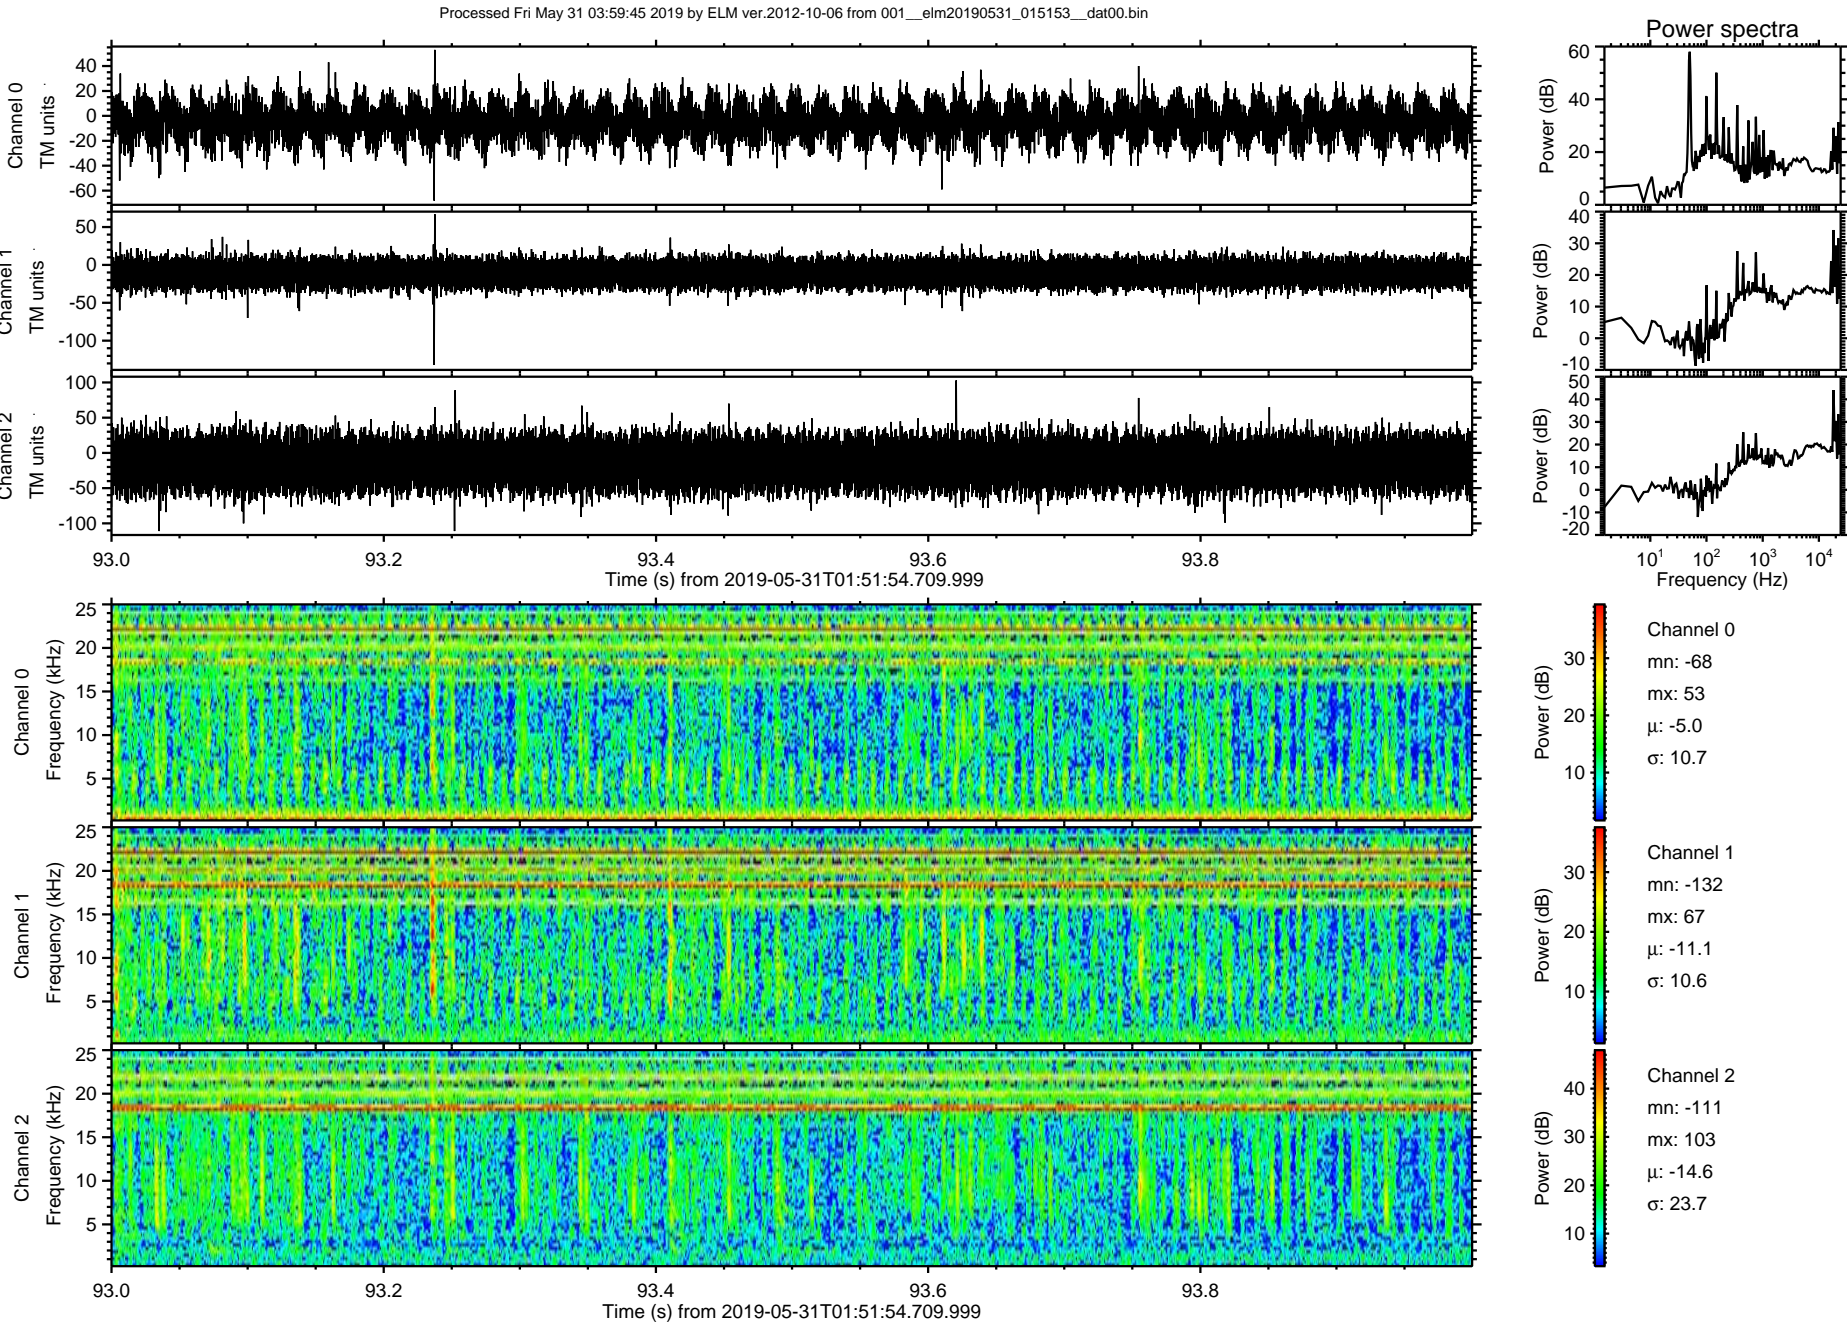 Processed Fri May 31 03:59:45 2019 by ELM ver.2012-10-06 from 001__elm20190531_015153__dat00.bin
Power spectra
Channel 0
TM units
40
20
0
-20
-40
-60
Power (dB)
60
40
20
0
Channel 1
TM units
50
0
-50
-100
Power (dB)
40
30
20
10
0
-10
Channel 2
TM units
100
50
0
-50
-100
Power (dB)
50
40
30
20
10
0
-10
-20
93.0 93.2 93.4 93.6 93.8
Time (s) from 2019-05-31T01:51:54.709.999
10^1 10^2 10^3 10^4
Frequency (Hz)
Channel 0
Frequency (kHz)
25
20
15
10
5
Power (dB)
30
20
10
Channel 0
mn: -68
mx: 53
μ: -5.0
σ: 10.7
Channel 1
Frequency (kHz)
25
20
15
10
5
Power (dB)
30
20
10
Channel 1
mn: -132
mx: 67
μ: -11.1
σ: 10.6
Channel 2
Frequency (kHz)
25
20
15
10
5
Power (dB)
40
30
20
10
Channel 2
mn: -111
mx: 103
μ: -14.6
σ: 23.7
93.0 93.2 93.4 93.6 93.8
Time (s) from 2019-05-31T01:51:54.709.999